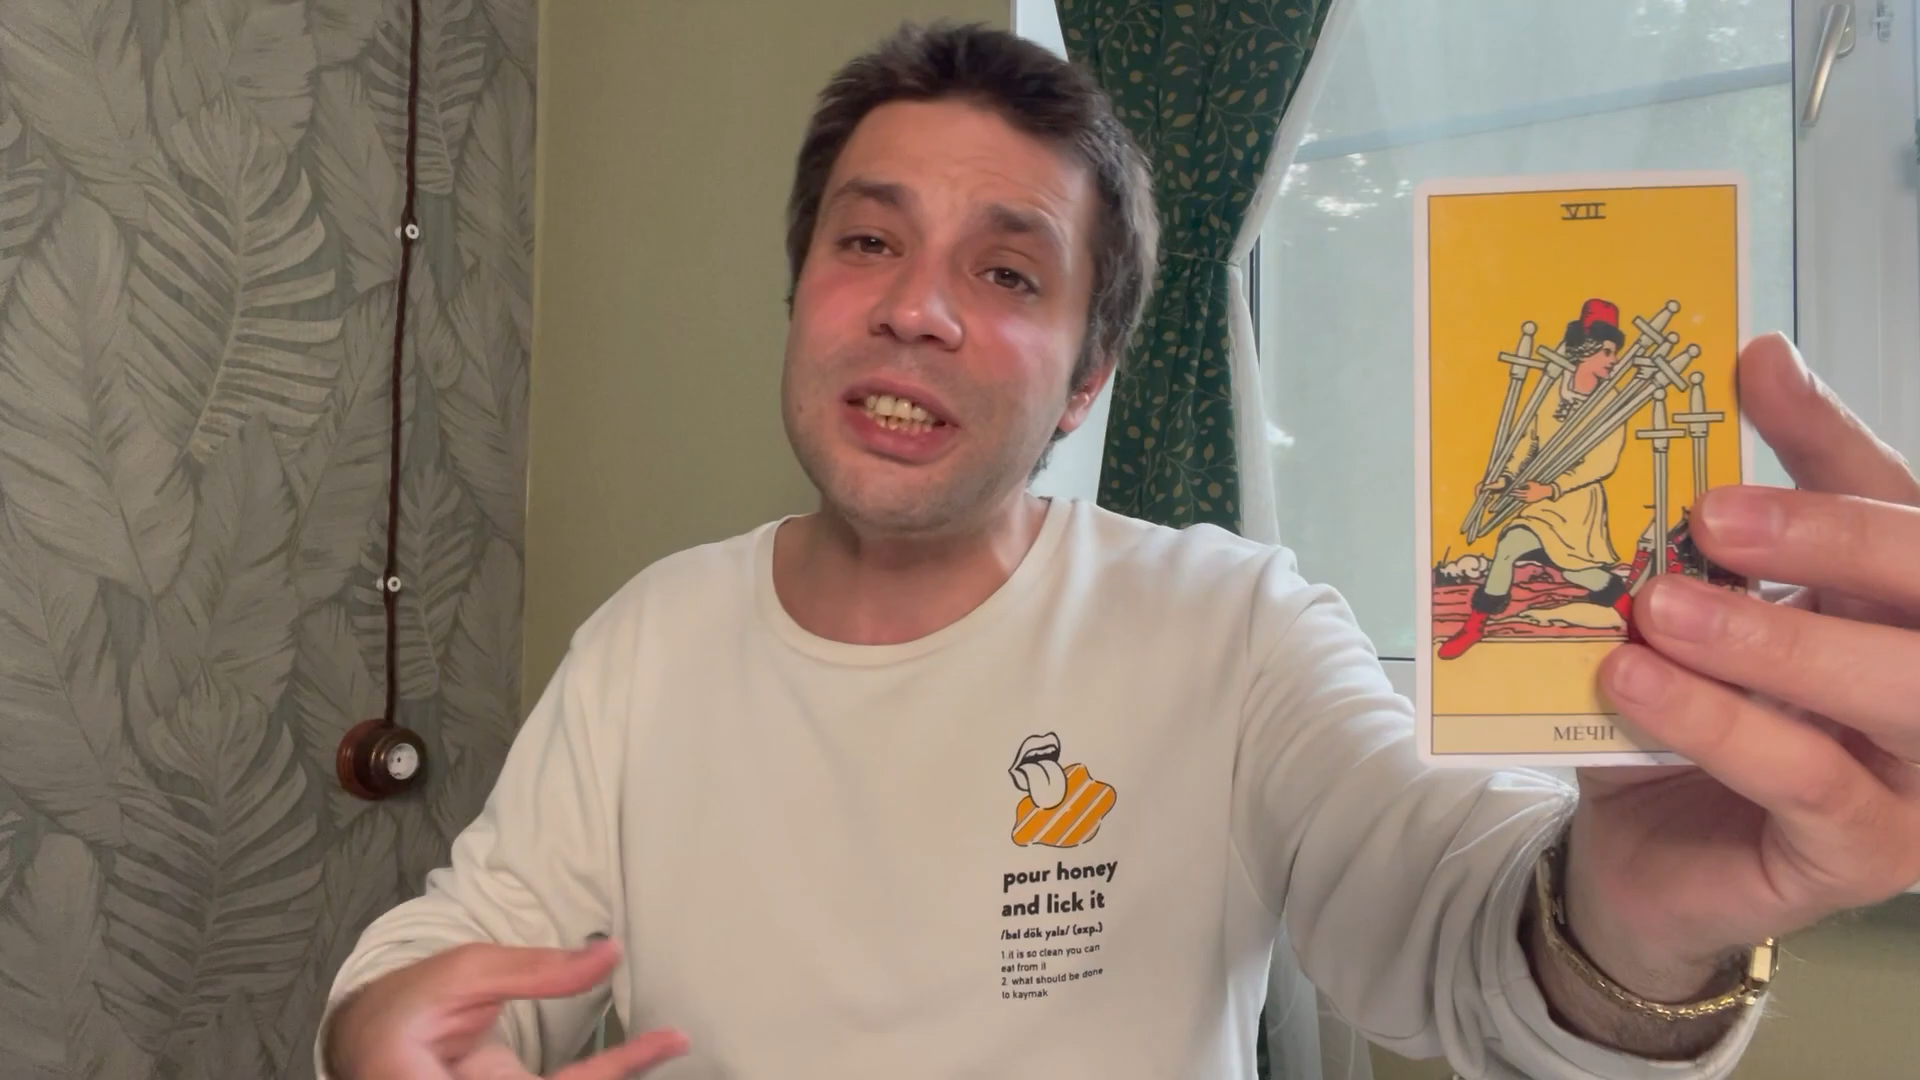 VII
МЕЧИ
pour honey
and lick it
/bal dök yala/ (exp.)
1.it is so clean you can
eat from it
2. what should be done
to kaymak